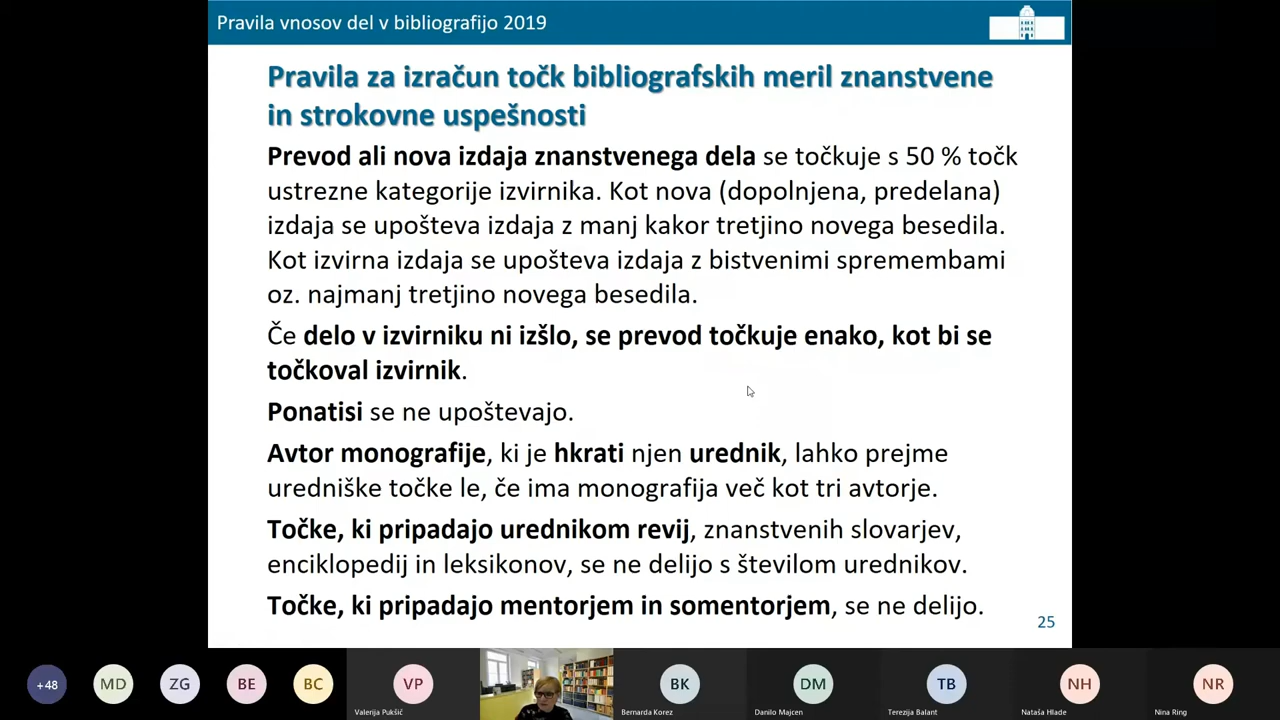 Pravila vnosov del v bibliografijo 2019
Pravila za izračun točk bibliografskih meril znanstvene
in strokovne uspešnosti
Prevod ali nova izdaja znanstvenega dela se točkuje s 50 % točk
ustrezne kategorije izvirnika. Kot nova (dopolnjena, predelana)
izdaja se upošteva izdaja z manj kakor tretjino novega besedila.
Kot izvirna izdaja se upošteva izdaja z bistvenimi spremembami
oz. najmanj tretjino novega besedila.
Če delo v izvirniku ni izšlo, se prevod točkuje enako, kot bi se
točkoval izvirnik.
Ponatisi se ne upoštevajo.
Avtor monografije, ki je hkrati njen urednik, lahko prejme
uredniške točke le, če ima monografija več kot tri avtorje.
Točke, ki pripadajo urednikom revij, znanstvenih slovarjev,
enciklopedij in leksikonov, se ne delijo s številom urednikov.
Točke, ki pripadajo mentorjem in somentorjem, se ne delijo.
25
+48 MD ZG BE BC VP BK DM TB NH NR
Valerija Pukšič Bernarda Korez Danilo Majcen Terezija Balant Nataša Hlade Nina Ring